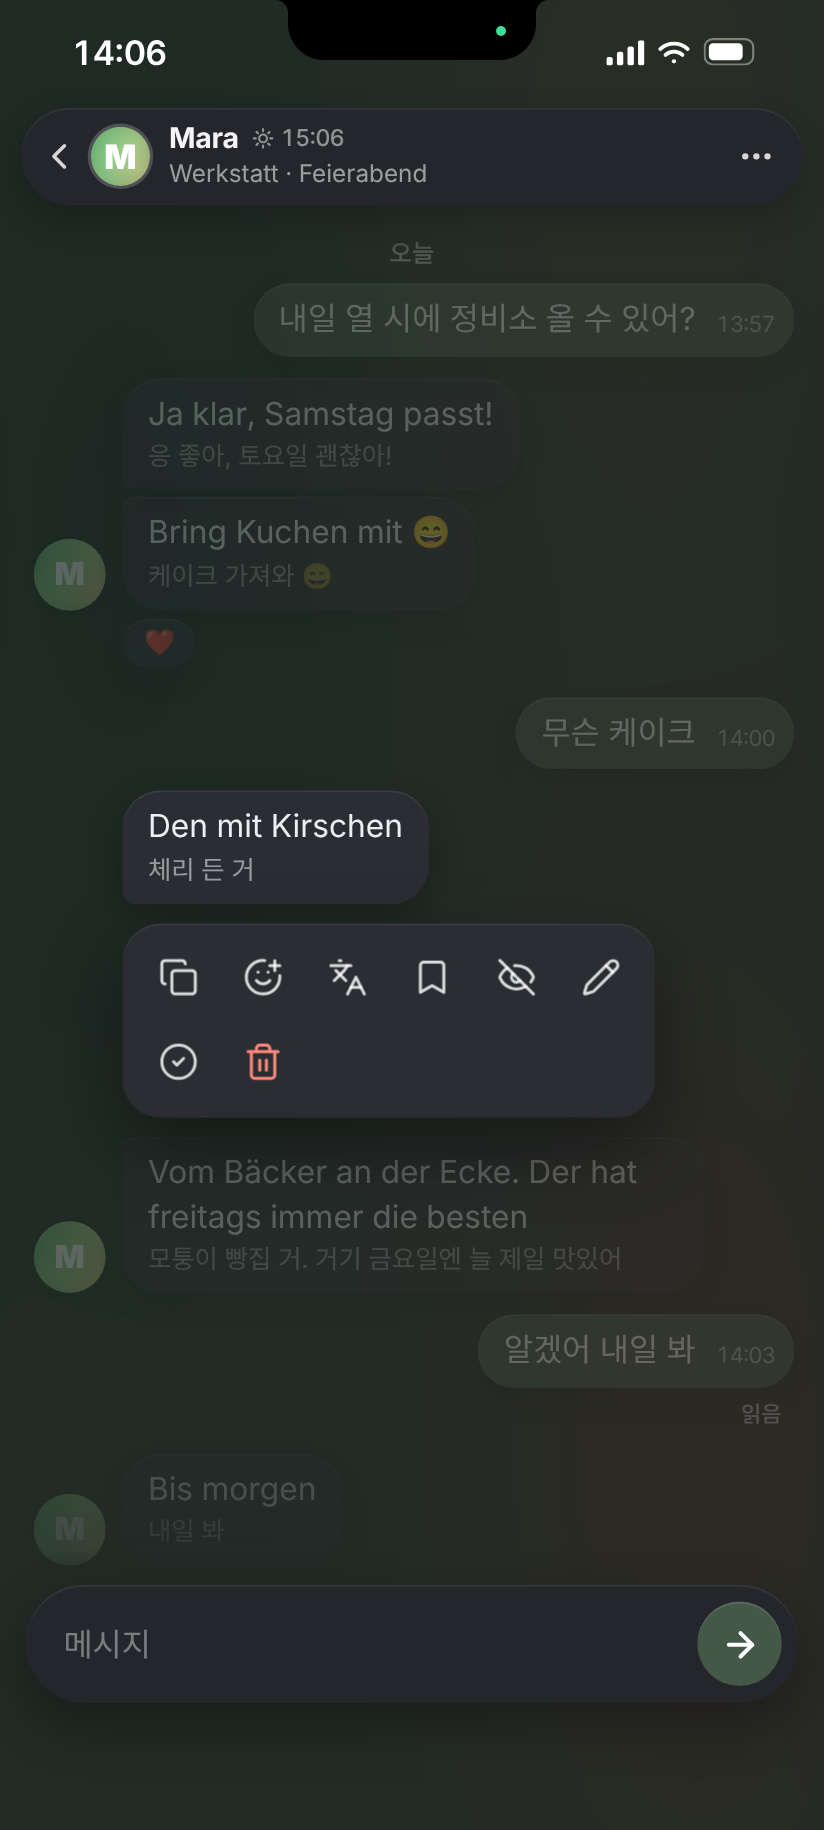 14:06
M
Mara 15:06
Werkstatt · Feierabend
오늘
내일 열 시에 정비소 올 수 있어? 13:57
Ja klar, Samstag passt!
응 좋아, 토요일 괜찮아!
Bring Kuchen mit 😄
케이크 가져와 😄
M
❤️
무슨 케이크 14:00
Den mit Kirschen
체리 든 거
Vom Bäcker an der Ecke. Der hat
freitags immer die besten
모퉁이 빵집 거. 거기 금요일엔 늘 제일 맛있어
M
알겠어 내일 봐 14:03
읽음
Bis morgen
내일 봐
M
메시지